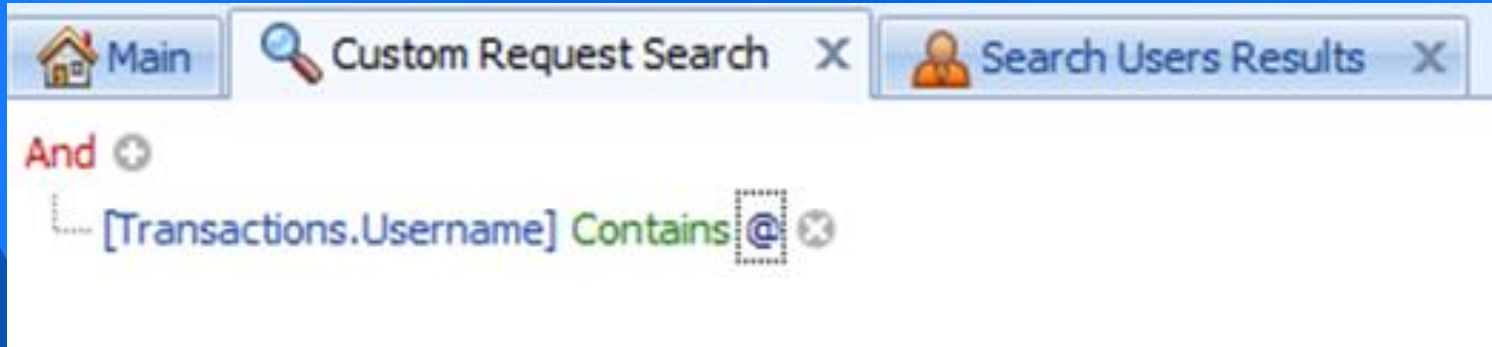 Main Custom Request Search X Search Users Results X
And
[Transactions.Username] Contains @